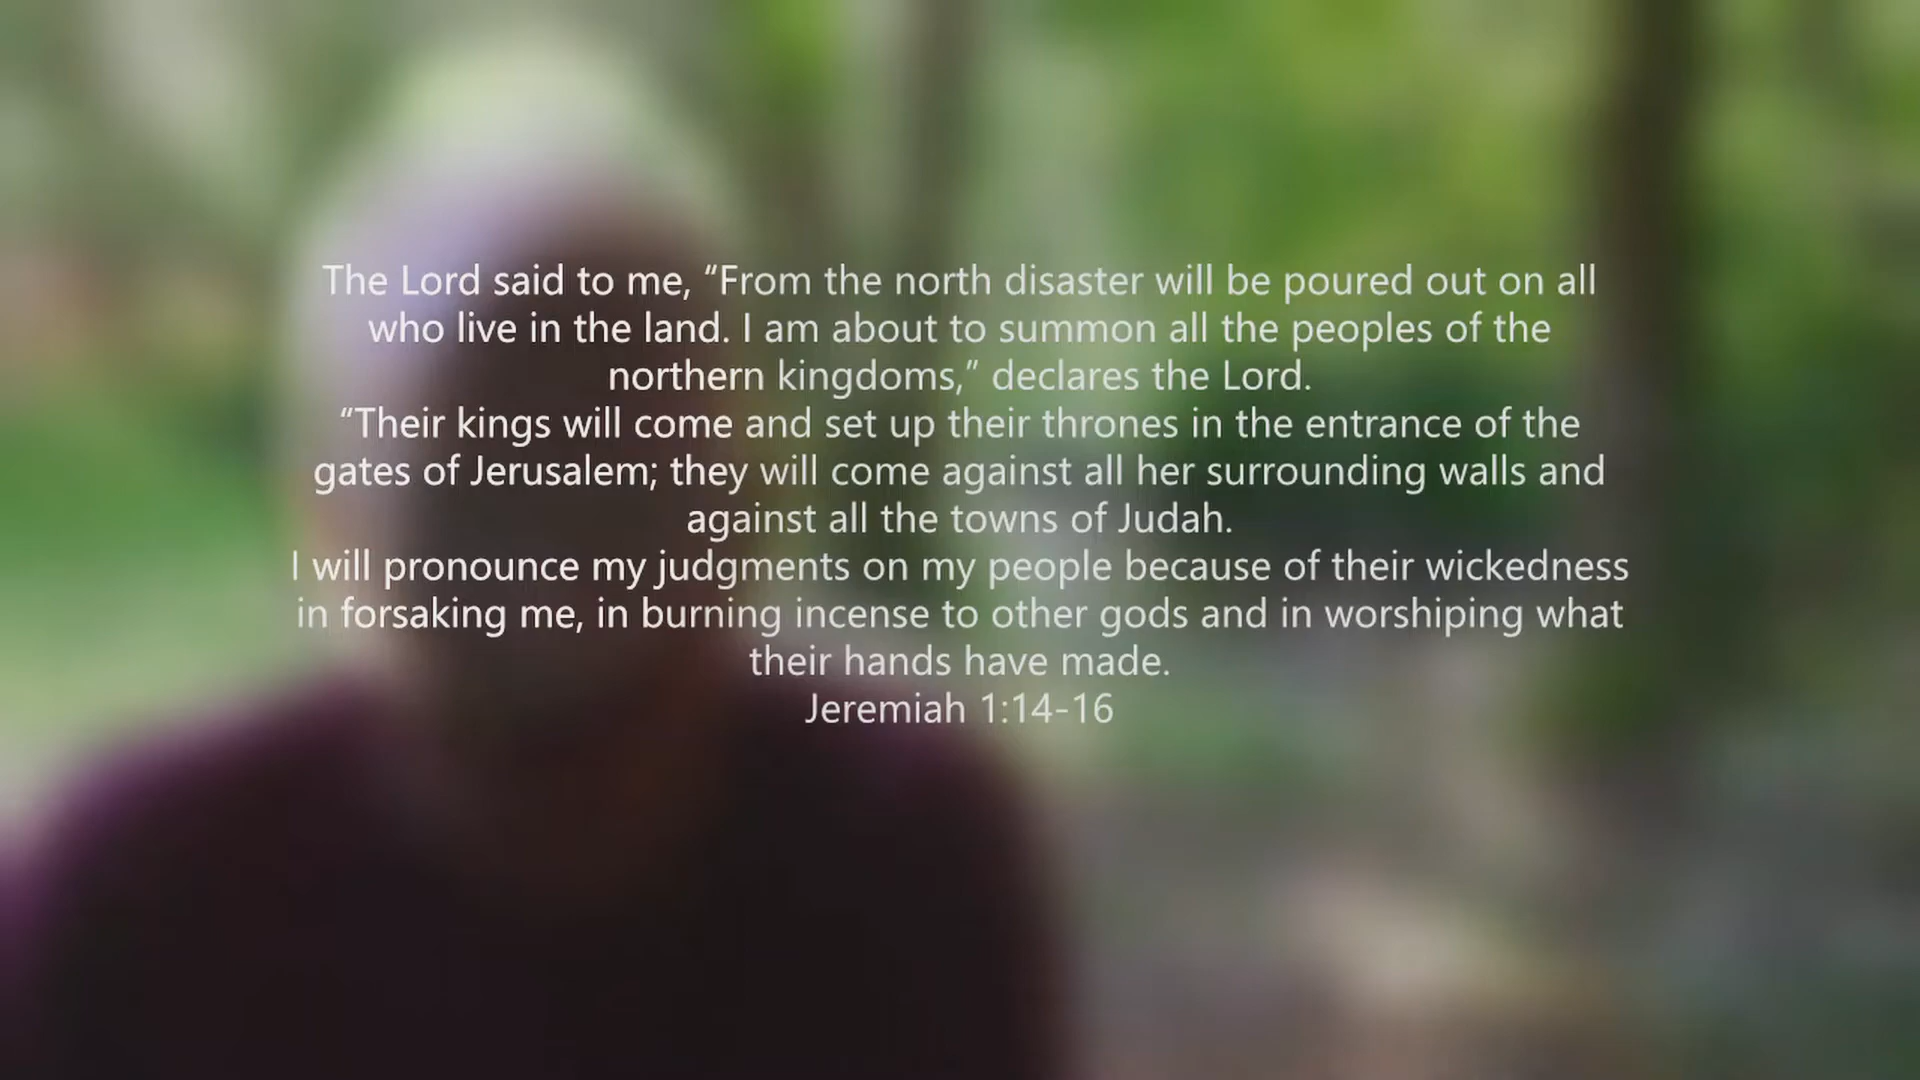 The Lord said to me, “From the north disaster will be poured out on all
who live in the land. I am about to summon all the peoples of the
northern kingdoms,” declares the Lord.
“Their kings will come and set up their thrones in the entrance of the
gates of Jerusalem; they will come against all her surrounding walls and
against all the towns of Judah.
I will pronounce my judgments on my people because of their wickedness
in forsaking me, in burning incense to other gods and in worshiping what
their hands have made.
Jeremiah 1:14-16